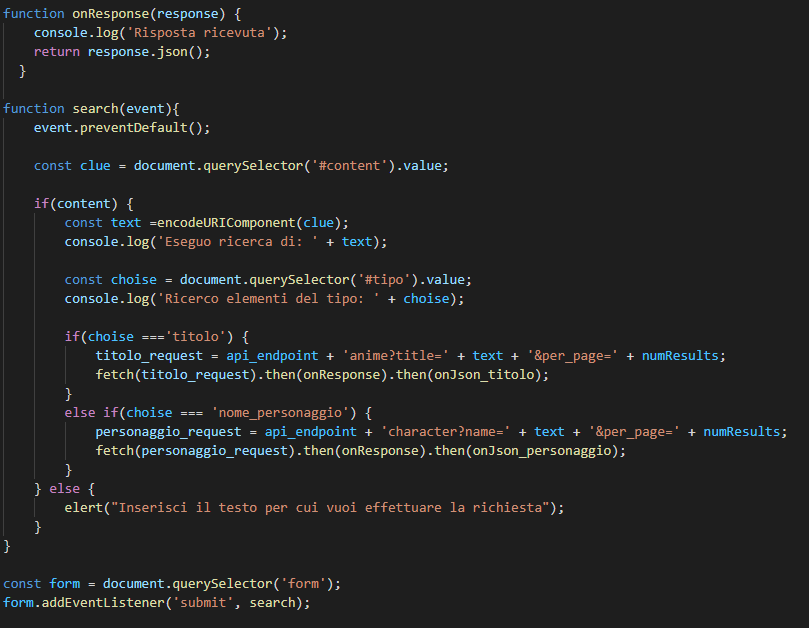 function onResponse(response) {
    console.log('Risposta ricevuta');
    return response.json();
  }

function search(event){
    event.preventDefault();

    const clue = document.querySelector('#content').value;

    if(content) {
        const text =encodeURIComponent(clue);
        console.log('Eseguo ricerca di: ' + text);

        const choise = document.querySelector('#tipo').value;
        console.log('Ricerco elementi del tipo: ' + choise);

        if(choise ==='titolo') {
            titolo_request = api_endpoint + 'anime?title=' + text + '&per_page=' + numResults;
            fetch(titolo_request).then(onResponse).then(onJson_titolo);
        }
        else if(choise === 'nome_personaggio') {
            personaggio_request = api_endpoint + 'character?name=' + text + '&per_page=' + numResults;
            fetch(personaggio_request).then(onResponse).then(onJson_personaggio);
        }
    } else {
        elert("Inserisci il testo per cui vuoi effettuare la richiesta");
    }
}

const form = document.querySelector('form');
form.addEventListener('submit', search);